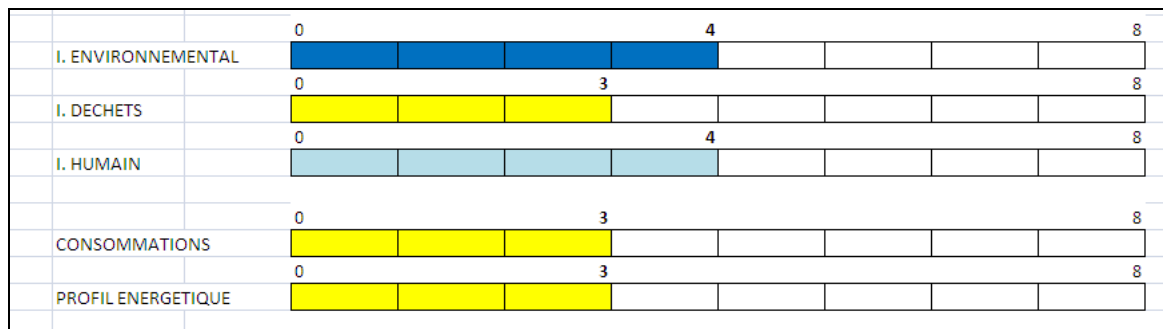 0 4 8
I. ENVIRONNEMENTAL
0 3 8
I. DECHETS
0 4 8
I. HUMAIN
0 3 8
CONSOMMATIONS
0 3 8
PROFIL ENERGETIQUE